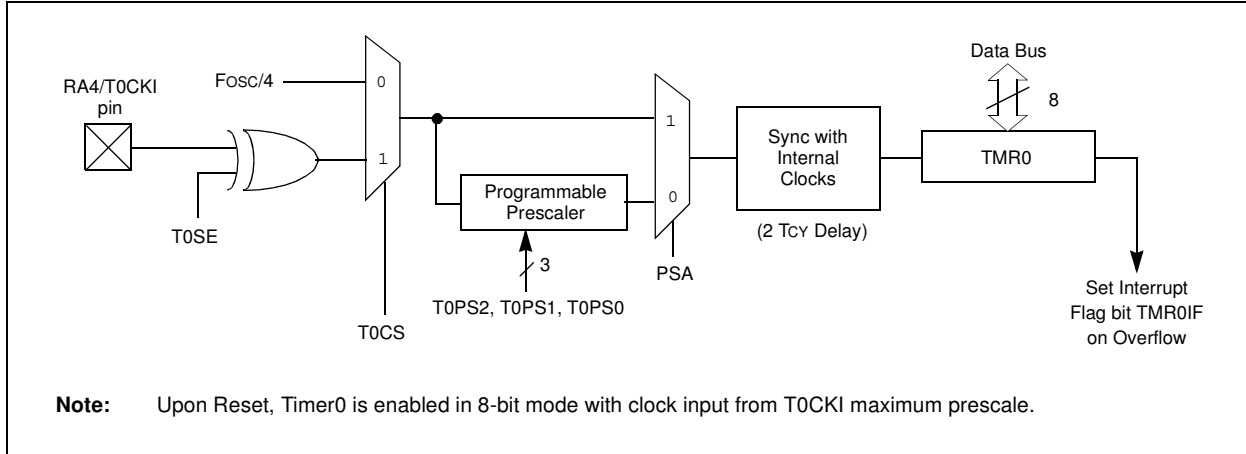 Data Bus
8
RA4/T0CKI
pin
FOSC/4
0
1
T0SE
T0CS
Programmable
Prescaler
3
T0PS2, T0PS1, T0PS0
1
0
PSA
Sync with
Internal
Clocks
(2 TCY Delay)
TMR0
Set Interrupt
Flag bit TMR0IF
on Overflow
Note: Upon Reset, Timer0 is enabled in 8-bit mode with clock input from T0CKI maximum prescale.